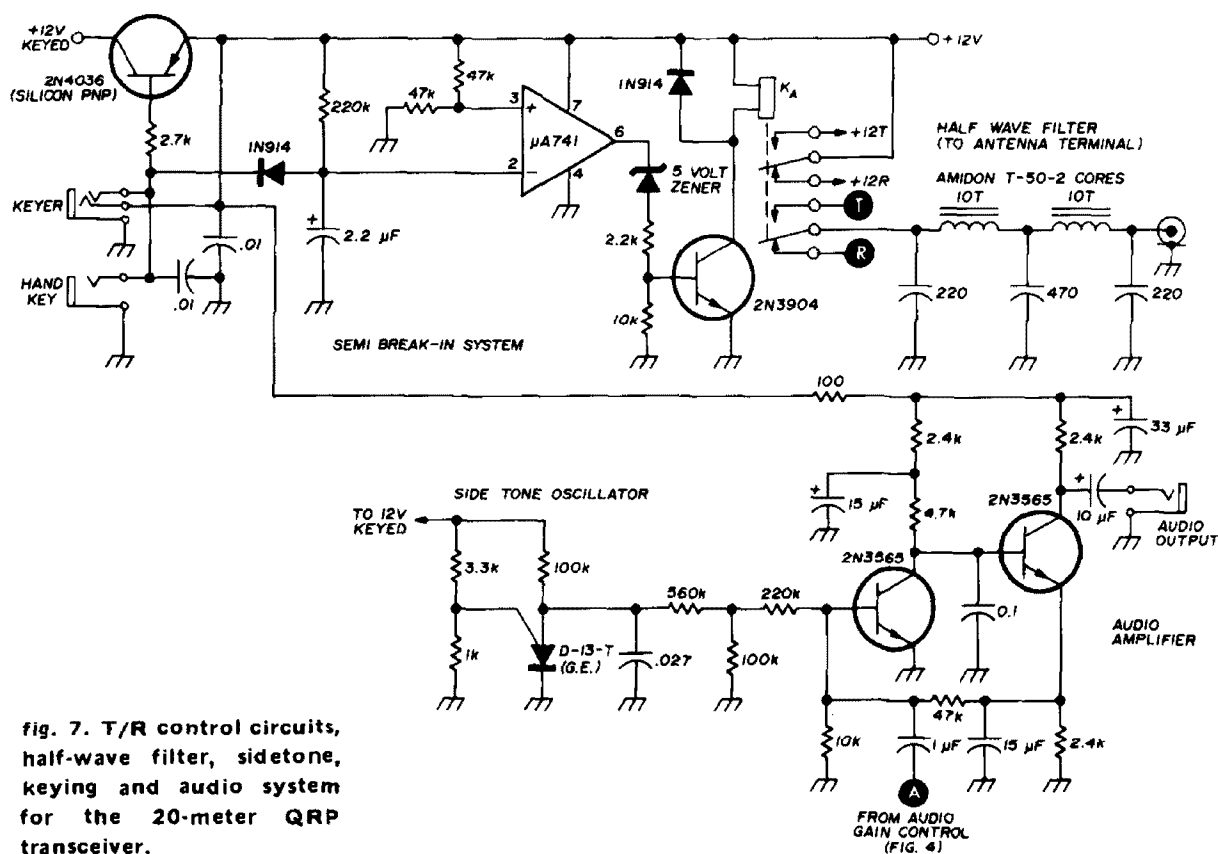 +12V
KEYED
2N4036
(SILICON PNP)
2.7k
1N914
220k
47k
47k
3
+
7
μA741
6
2
−
4
5 VOLT
ZENER
1N914
KA
+12V
+12T
+12R
T
R
HALF WAVE FILTER
(TO ANTENNA TERMINAL)
AMIDON T-50-2 CORES
10T
10T
KEYER
HAND
KEY
.01
.01
+
2.2 μF
2.2k
10k
2N3904
220
470
220
SEMI BREAK-IN SYSTEM
100
2.4k
2.4k
+
33 μF
SIDE TONE OSCILLATOR
TO 12V
KEYED
+
15 μF
4.7k
2N3565
+
10 μF
AUDIO
OUTPUT
3.3k
100k
560k
220k
2N3565
0.1
1k
D-13-T
(G.E.)
.027
100k
AUDIO
AMPLIFIER
47k
10k
1 μF
15 μF
2.4k
A
FROM AUDIO
GAIN CONTROL
(FIG. 4)
fig. 7. T/R control circuits,
half-wave filter, sidetone,
keying and audio system
for the 20-meter QRP
transceiver.